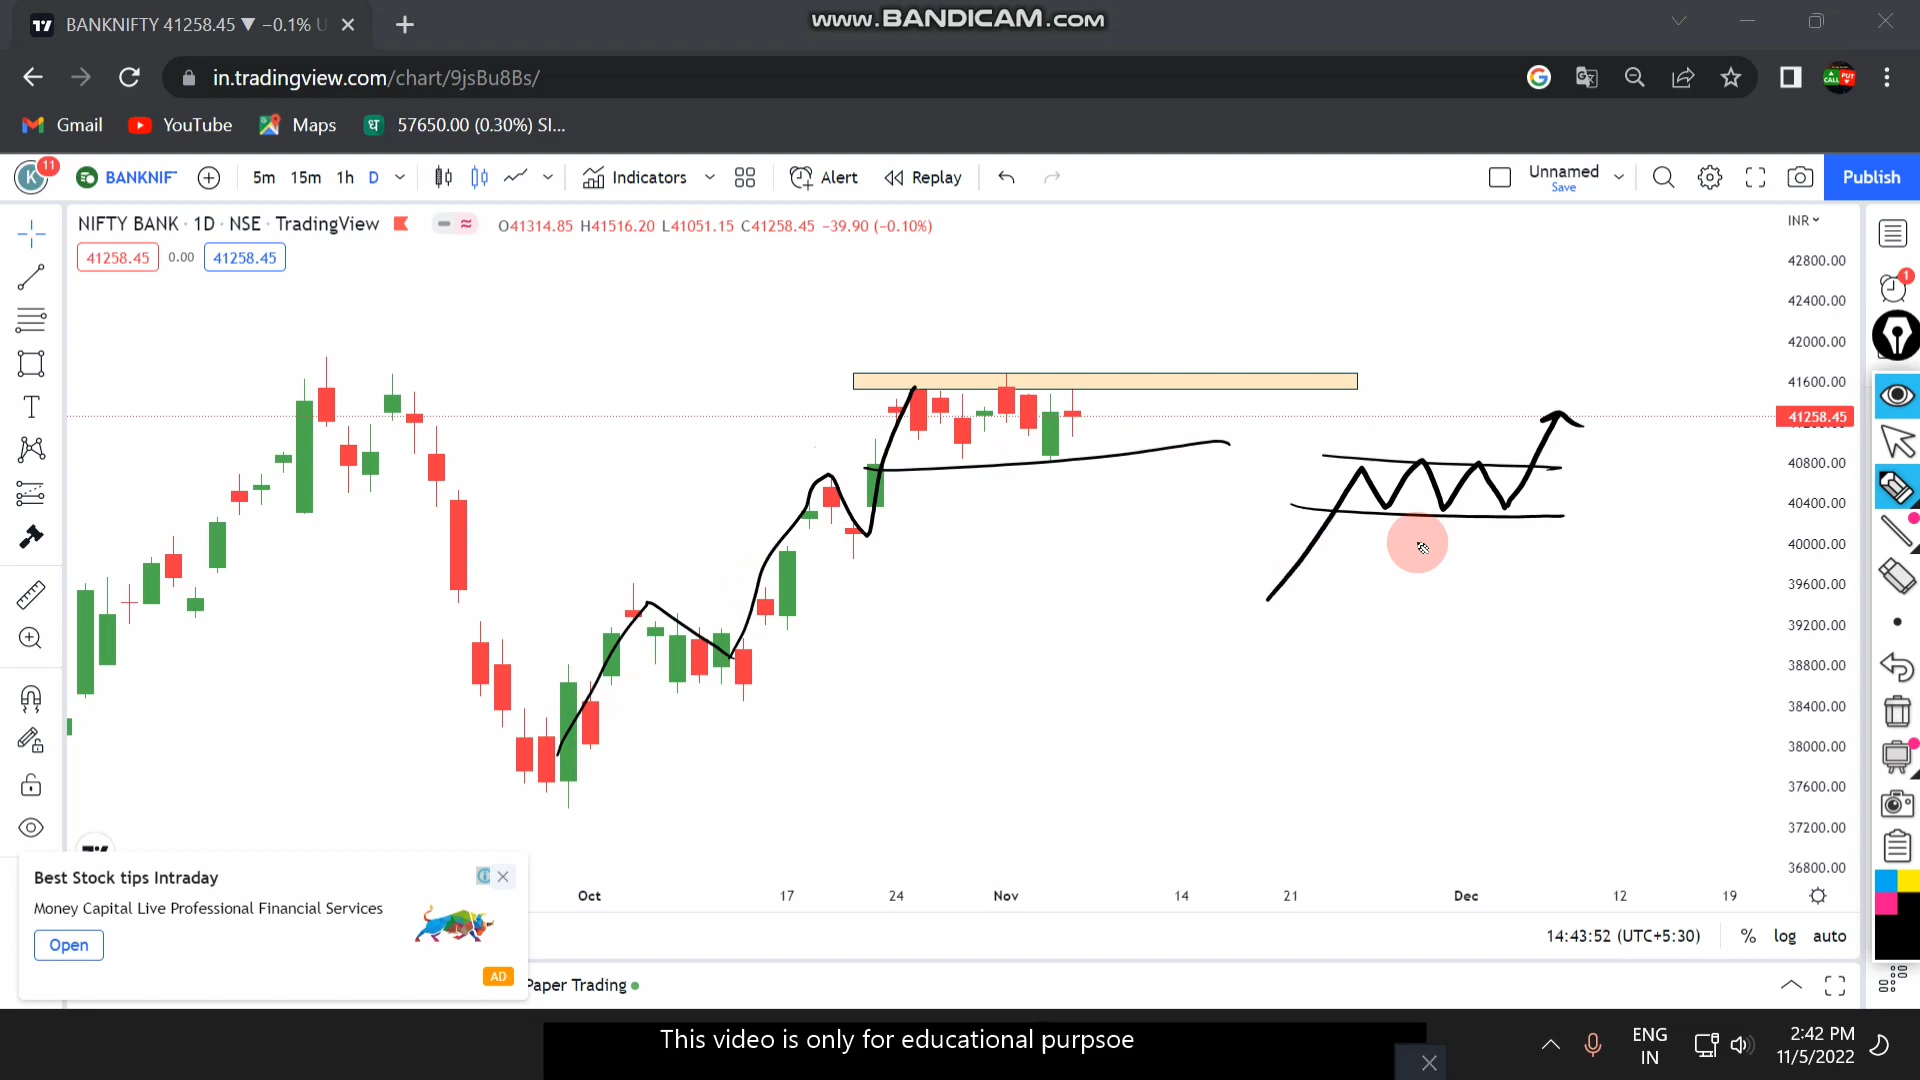 BANKNIFTY 41258.45 ▼ −0.1% U
www.BANDICAM.com
in.tradingview.com/chart/9jsBu8Bs/
CALL PUT
Gmail YouTube Maps 57650.00 (0.30%) SI...
K 11 BANKNIF 5m 15m 1h D Indicators Alert Replay Unnamed Save Publish
NIFTY BANK · 1D · NSE · TradingView O41314.85 H41516.20 L41051.15 C41258.45 −39.90 (−0.10%) INR
41258.45 0.00 41258.45
42800.00
42400.00
1
42000.00
41600.00
41258.45
40800.00
40400.00
40000.00
39600.00
39200.00
38800.00
38400.00
38000.00
37600.00
37200.00
36800.00
Oct 17 24 Nov 14 21 Dec 12 19
14:43:52 (UTC+5:30) % log auto
Best Stock tips Intraday
Money Capital Live Professional Financial Services
Open
AD
Paper Trading
This video is only for educational purpsoe
ENG
IN
2:42 PM
11/5/2022